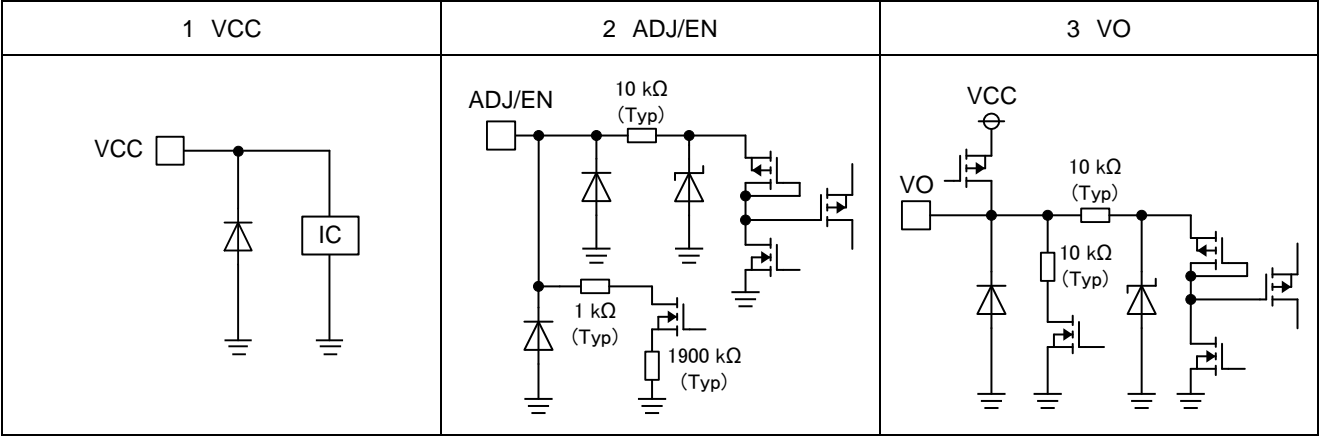 1 VCC
2 ADJ/EN
3 VO
VCC
IC
ADJ/EN
10 kΩ
(Typ)
1 kΩ
(Typ)
1900 kΩ
(Typ)
VCC
VO
10 kΩ
(Typ)
10 kΩ
(Typ)